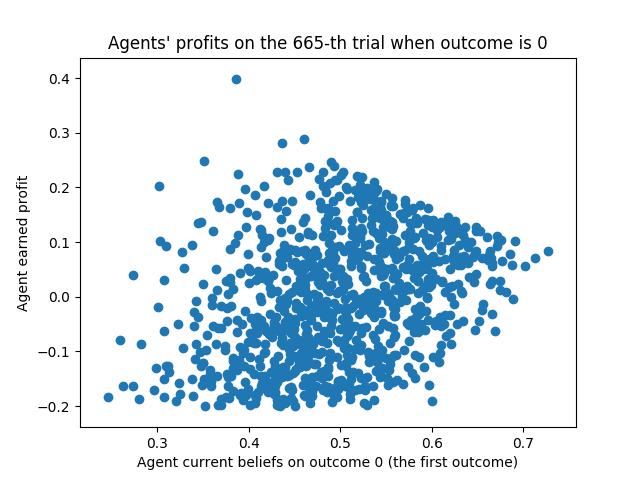 Agents' profits on the 665-th trial when outcome is 0
0.4
0.3
0.2
0.1
0.0
−0.1
−0.2
Agent earned profit
0.3 0.4 0.5 0.6 0.7
Agent current beliefs on outcome 0 (the first outcome)